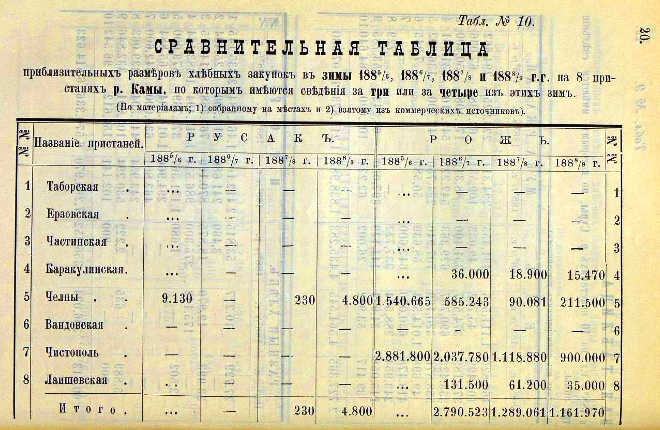 Табл. № 10.
20.
СРАВНИТЕЛЬНАЯ ТАБЛИЦА
приблизительныхъ размѣровъ хлѣбныхъ закупокъ въ зимы 188⁵/₆, 188⁶/₇, 188⁷/₈ и 188⁸/₉ г.г. на 8 при-
станяхъ р. Камы, по которымъ имѣются свѣдѣнія за три или за четыре изъ этихъ зимъ.
(По матеріаламъ: 1) собранному на мѣстахъ и 2) взятому изъ коммерческихъ источниковъ).
№№ Названіе пристаней. РУСАКЪ. РОЖЬ. №№
188⁵/₆ г. 188⁶/₇ г. 188⁷/₈ г. 188⁸/₉ г. 188⁵/₆ г. 188⁶/₇ г. 188⁷/₈ г. 188⁸/₉ г.
1 Таборская . ... — — — ... — — — 1
2 Ерзовская . ... — — — ... — — — 2
3 Частинская . ... — — — ... — — — 3
4 Каракулинская. ... — — — ... 36.000 18.900 15.470 4
5 Челны . . 9.130 — 230 4.800 1.540.665 585.243 90.081 211.500 5
6 Вандовская . — — — — — — — — 6
7 Чистополь . — — — — 2.881.800 2.037.780 1.118.880 900.000 7
8 Лаишевская . ... — — — ... 131.500 61.200 35.000 8
Итого . ... — 230 4.800 ... 2.790.523 1.289.061 1.161.970